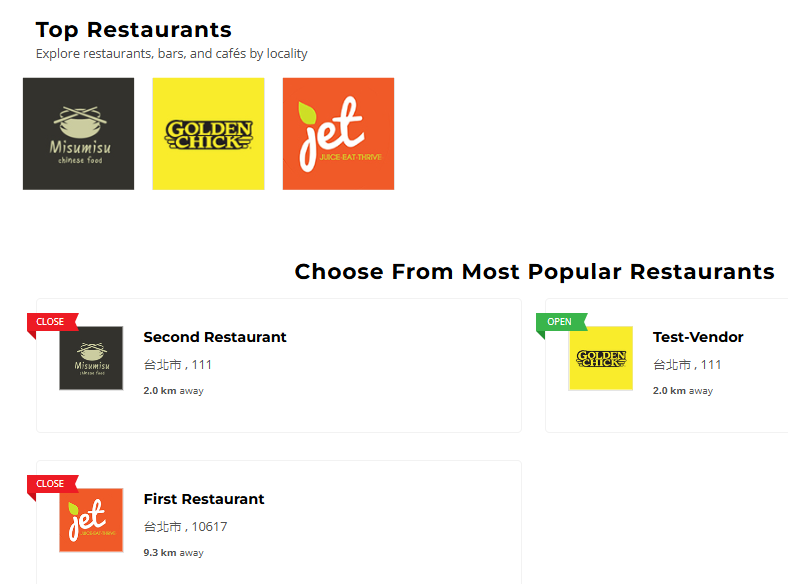 Top Restaurants
Explore restaurants, bars, and cafés by locality
Misumisu
chinese food
GOLDEN
CHICK
jet
JUICE·EAT·THRIVE
Choose From Most Popular Restaurants
CLOSE
Misumisu
chinese food
Second Restaurant
台北市 , 111
2.0 km away
OPEN
GOLDEN
CHICK
Test-Vendor
台北市 , 111
2.0 km away
CLOSE
jet
JUICE·EAT·THRIVE
First Restaurant
台北市 , 10617
9.3 km away